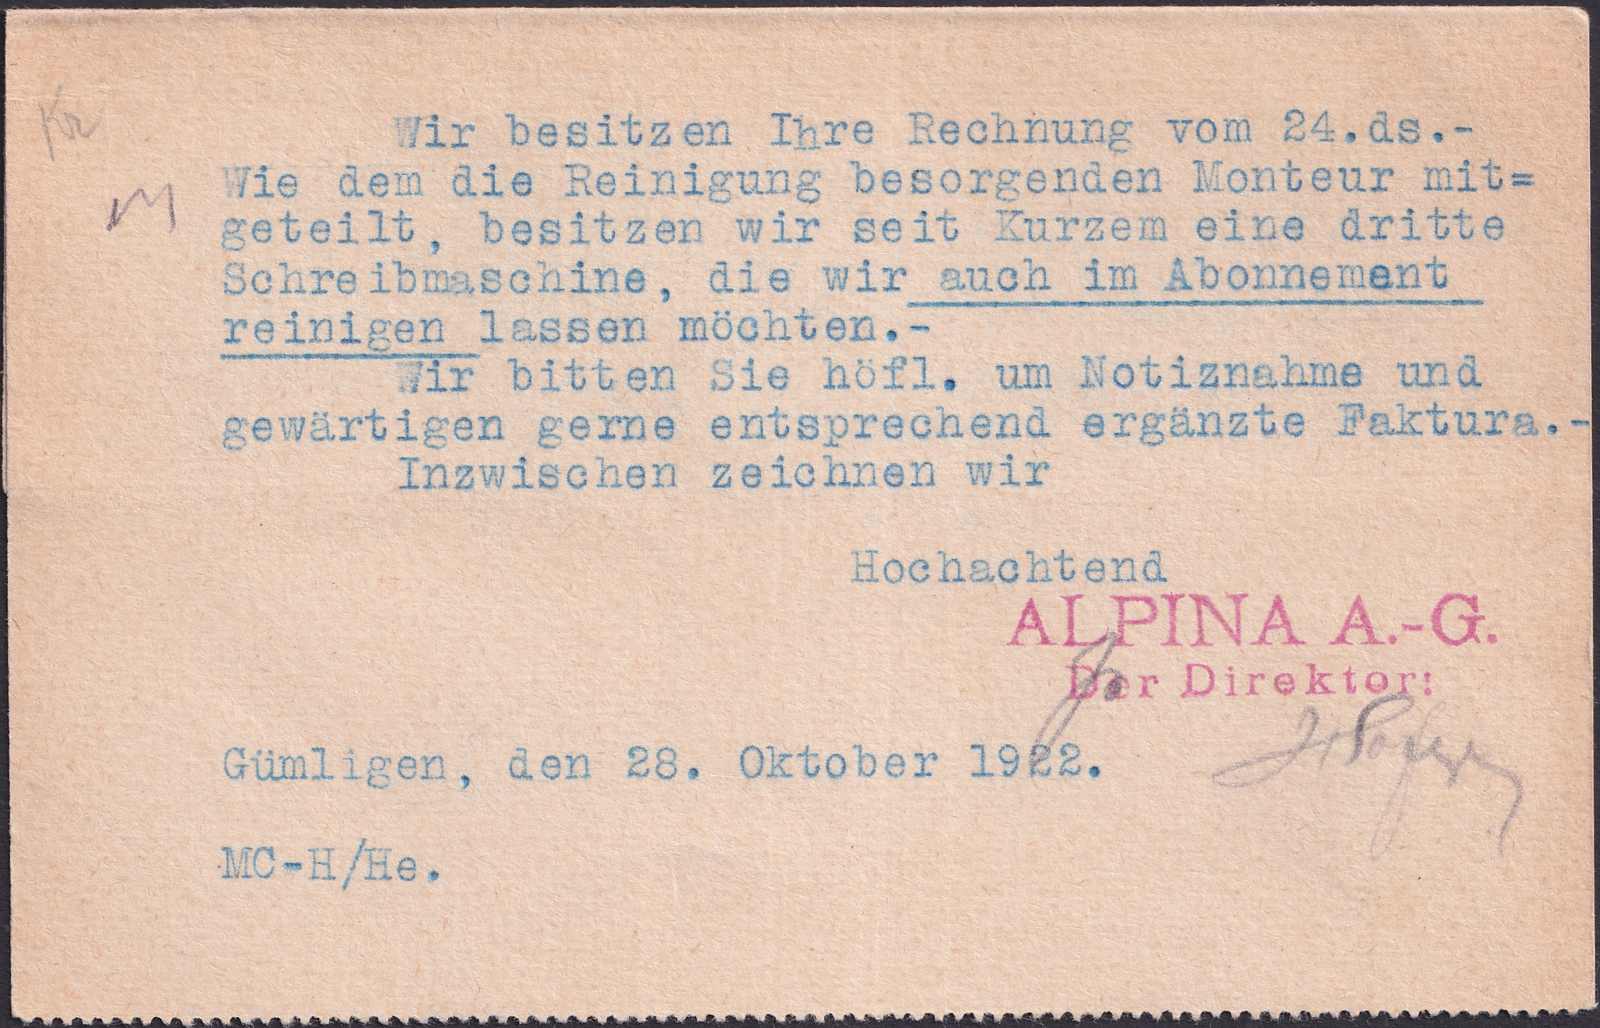 Wir besitzen Ihre Rechnung vom 24.ds.-
Wie dem die Reinigung besorgenden Monteur mit=
geteilt, besitzen wir seit Kurzem eine dritte
Schreibmaschine, die wir auch im Abonnement
reinigen lassen möchten.-
Wir bitten Sie höfl. um Notiznahme und
gewärtigen gerne entsprechend ergänzte Faktura.-
Inzwischen zeichnen wir
Hochachtend
ALPINA A.-G.
Der Direktor:
Gümligen, den 28. Oktober 1922.
MC-H/He.